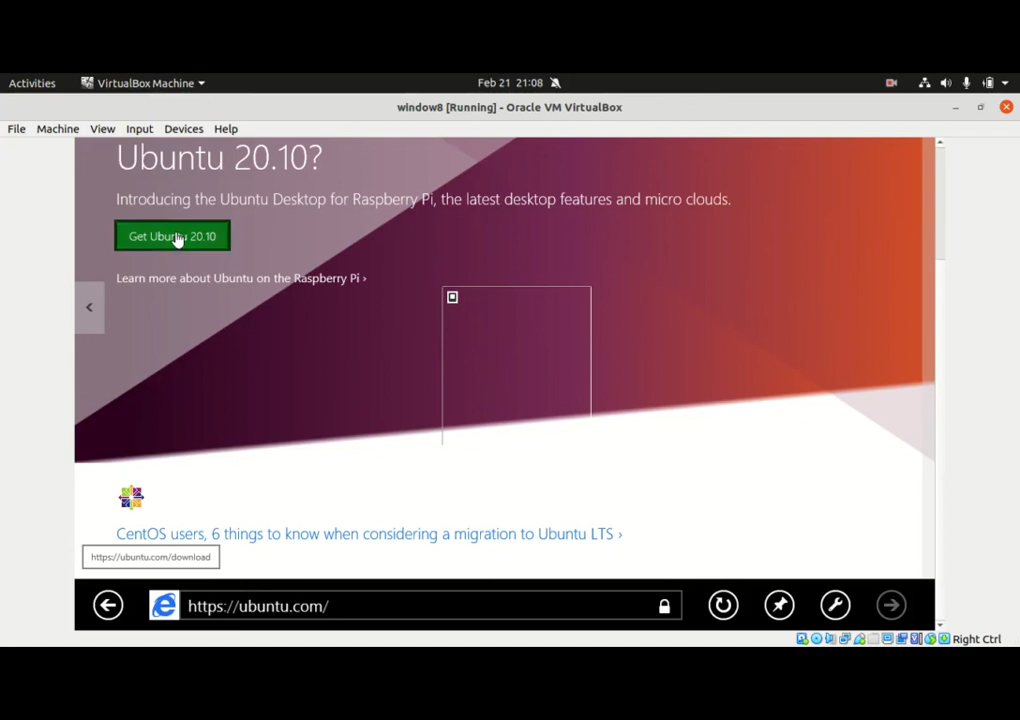 Activities VirtualBox Machine Feb 21 21:08
window8 [Running] - Oracle VM VirtualBox
File Machine View Input Devices Help
Ubuntu 20.10?
Introducing the Ubuntu Desktop for Raspberry Pi, the latest desktop features and micro clouds.
Get Ubuntu 20.10
Learn more about Ubuntu on the Raspberry Pi ›
CentOS users, 6 things to know when considering a migration to Ubuntu LTS ›
https://ubuntu.com/download
https://ubuntu.com/
Right Ctrl